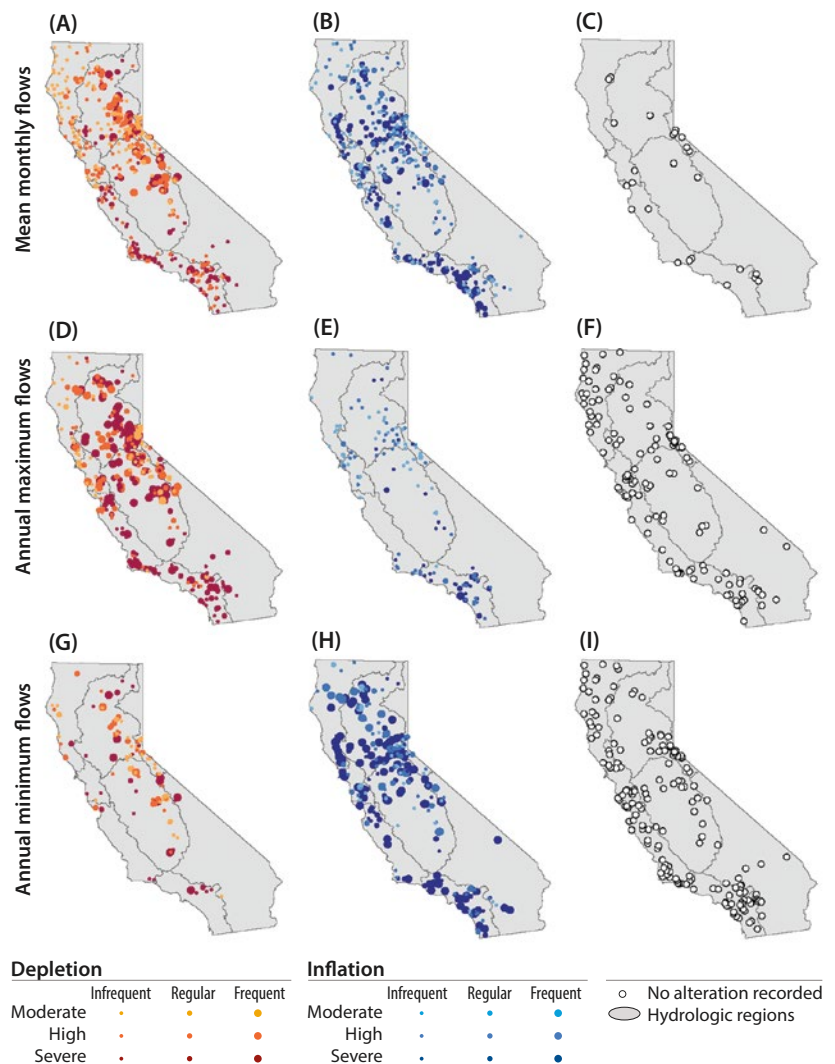 (A) (B) (C)
Mean monthly flows
(D) (E) (F)
Annual maximum flows
(G) (H) (I)
Annual minimum flows
Depletion
Infrequent Regular Frequent
Moderate
High
Severe
Inflation
Infrequent Regular Frequent
Moderate
High
Severe
No alteration recorded
Hydrologic regions